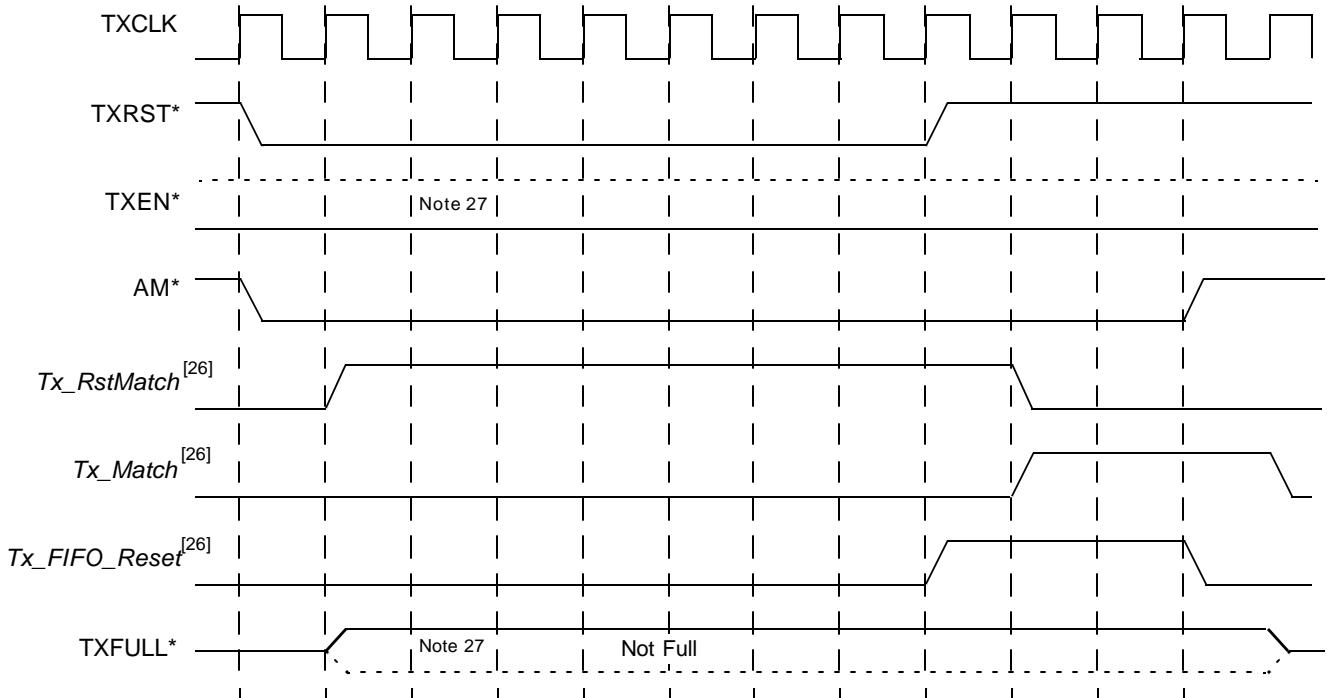 TXCLK
TXRST*
TXEN*
Note 27
AM*
Tx_RstMatch[26]
Tx_Match[26]
Tx_FIFO_Reset[26]
TXFULL*
Note 27
Not Full